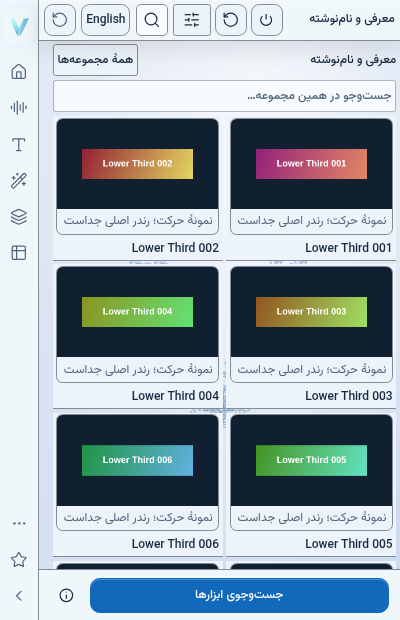 معرفی و نام‌نوشته
English
معرفی و نام‌نوشته
همهٔ مجموعه‌ها
جست‌وجو در همین مجموعه…
Lower Third 001
نمونهٔ حرکت؛ رندر اصلی جداست
Lower Third 001
Lower Third 002
نمونهٔ حرکت؛ رندر اصلی جداست
Lower Third 002
Lower Third 003
نمونهٔ حرکت؛ رندر اصلی جداست
Lower Third 003
Lower Third 004
نمونهٔ حرکت؛ رندر اصلی جداست
Lower Third 004
Lower Third 005
نمونهٔ حرکت؛ رندر اصلی جداست
Lower Third 005
Lower Third 006
نمونهٔ حرکت؛ رندر اصلی جداست
Lower Third 006
جست‌وجوی ابزارها